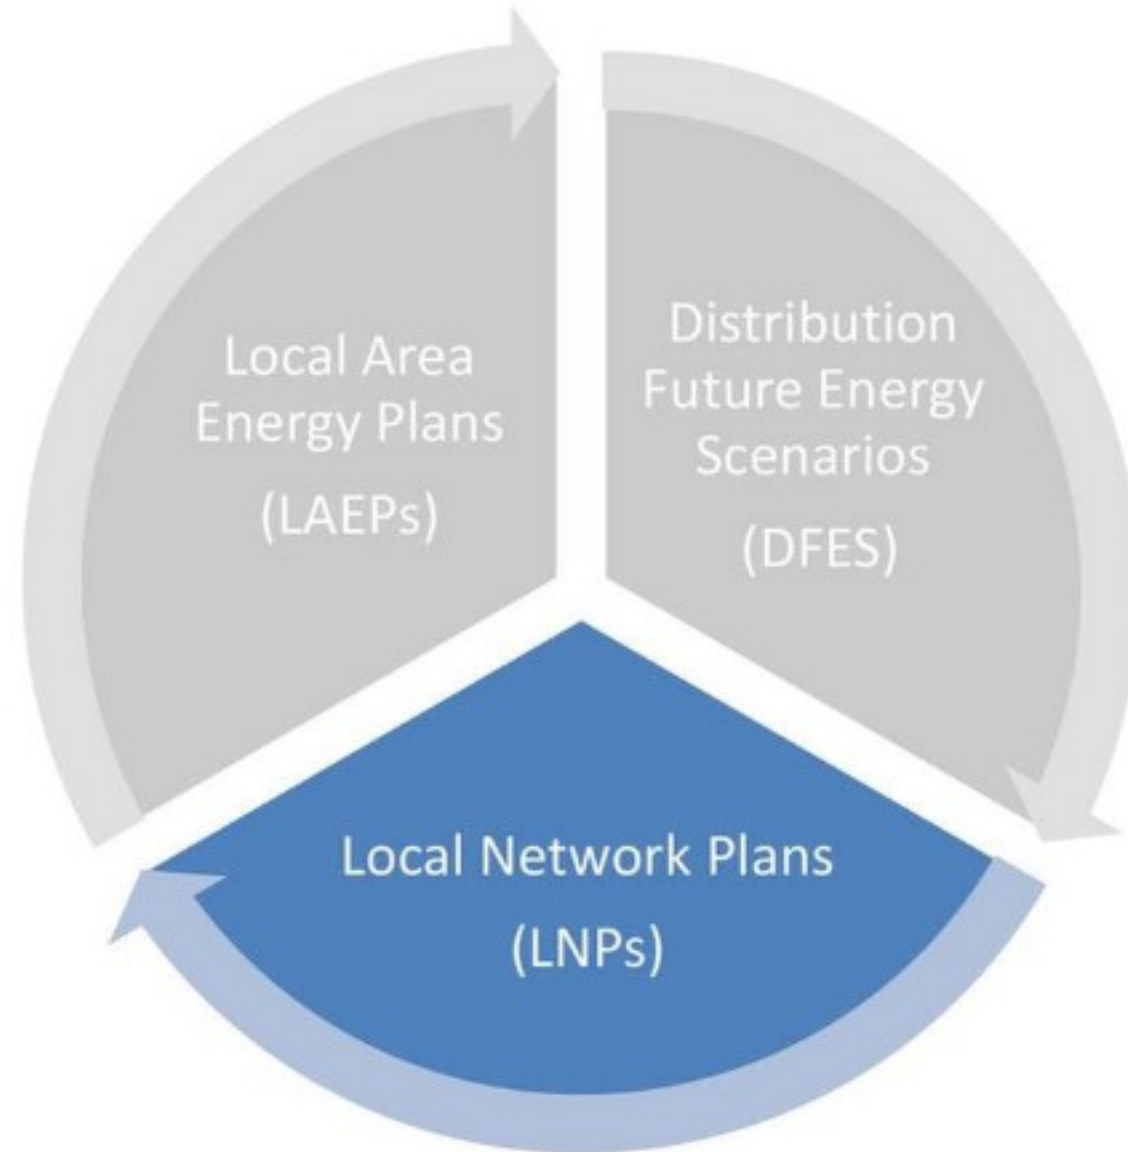 Local Area
Energy Plans
(LAEPs)
Distribution
Future Energy
Scenarios
(DFES)
Local Network Plans
(LNPs)